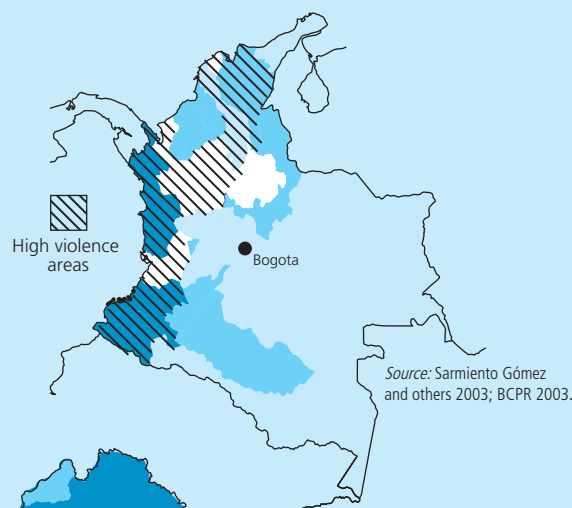 High violence
areas
Bogota
Source: Sarmiento Gómez
and others 2003; BCPR 2003.